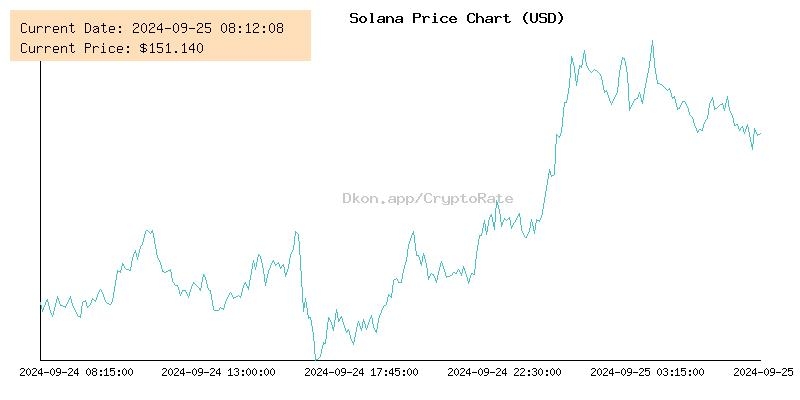 Solana Price Chart (USD)
Current Date: 2024-09-25 08:12:08
Current Price: $151.140
Dkon.app/CryptoRate
2024-09-24 08:15:00 2024-09-24 13:00:00 2024-09-24 17:45:00 2024-09-24 22:30:00 2024-09-25 03:15:00 2024-09-25